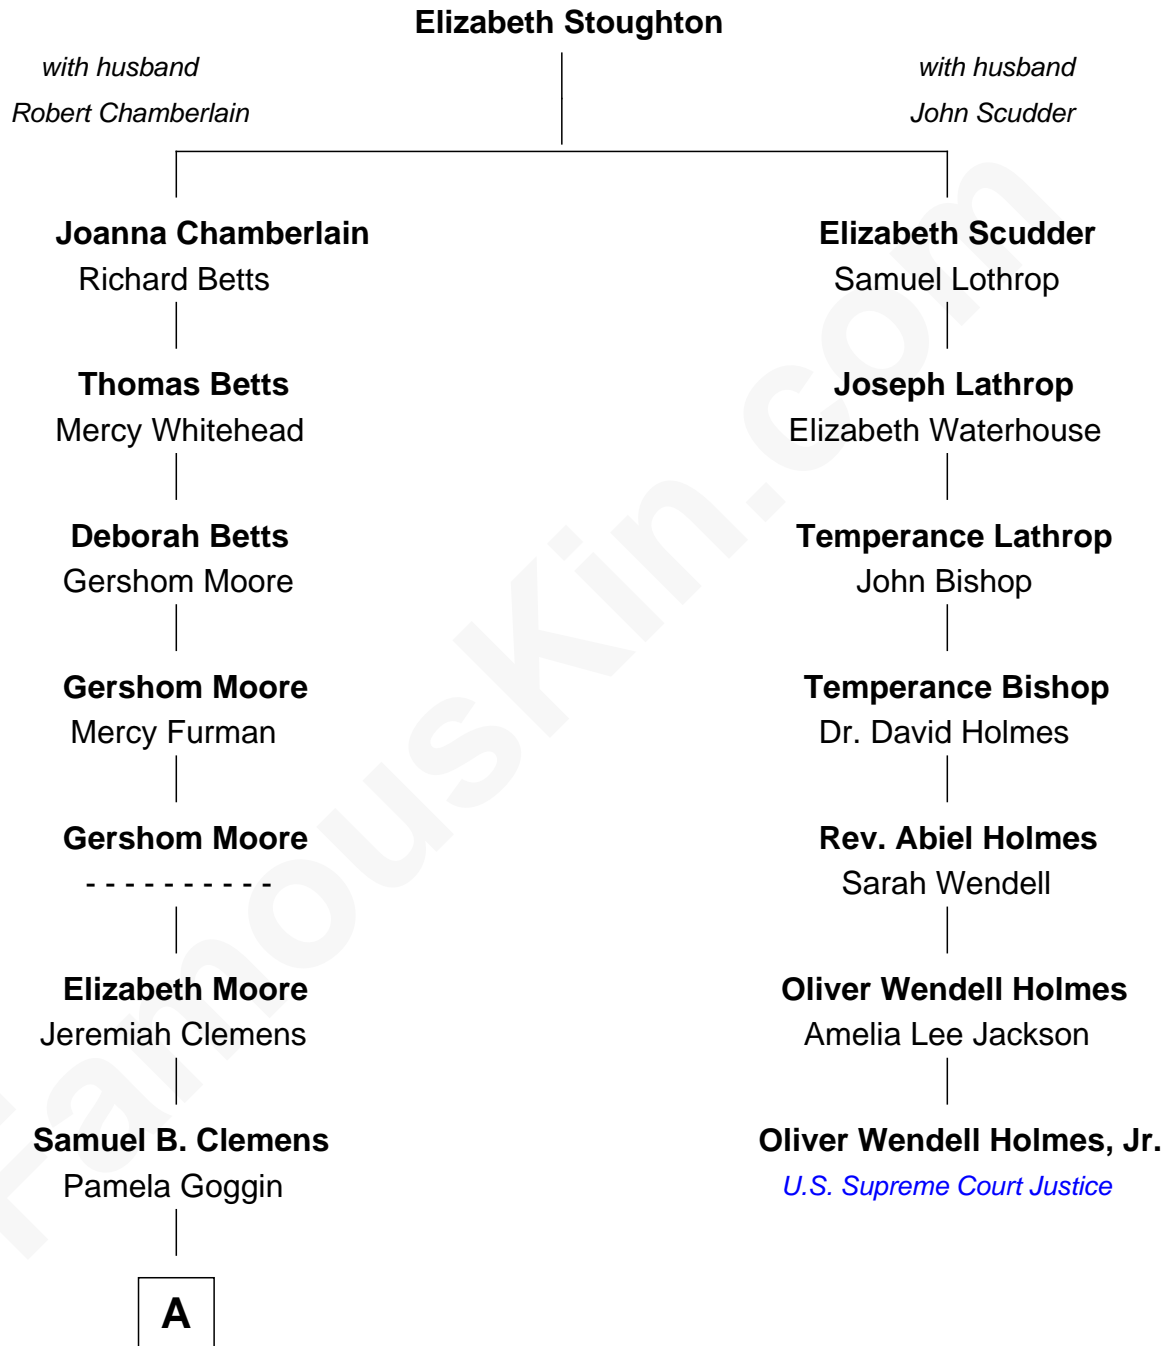 Elizabeth Stoughton
with husband
Robert Chamberlain
with husband
John Scudder
Joanna Chamberlain
Richard Betts
Thomas Betts
Mercy Whitehead
Deborah Betts
Gershom Moore
Gershom Moore
Mercy Furman
Gershom Moore
- - - - - - - - - -
Elizabeth Moore
Jeremiah Clemens
Samuel B. Clemens
Pamela Goggin
A
Elizabeth Scudder
Samuel Lothrop
Joseph Lathrop
Elizabeth Waterhouse
Temperance Lathrop
John Bishop
Temperance Bishop
Dr. David Holmes
Rev. Abiel Holmes
Sarah Wendell
Oliver Wendell Holmes
Amelia Lee Jackson
Oliver Wendell Holmes, Jr.
U.S. Supreme Court Justice
FamousKin.com